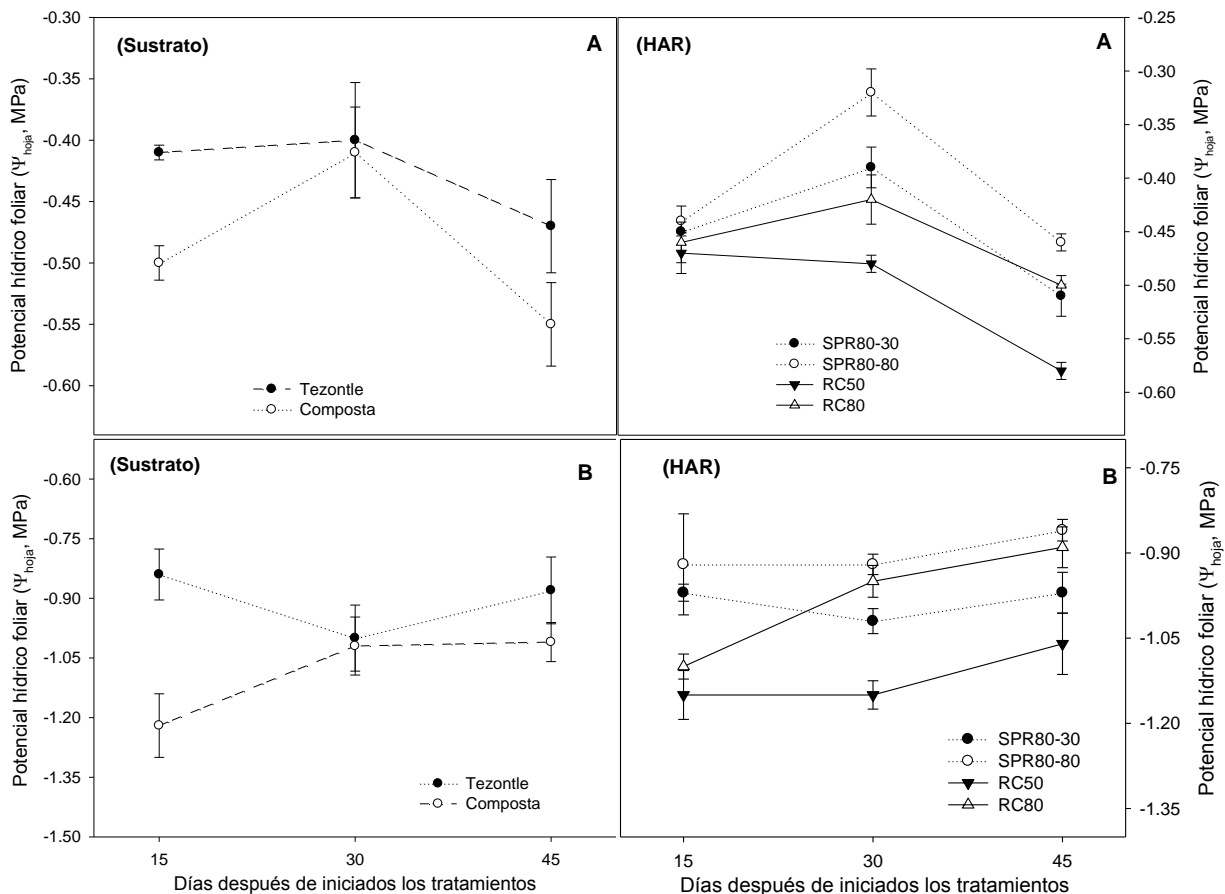 (Sustrato)
A
Potencial hídrico foliar (Ψhoja, MPa)
-0.30
-0.35
-0.40
-0.45
-0.50
-0.55
-0.60
Tezontle
Composta
(HAR)
A
-0.25
-0.30
-0.35
-0.40
-0.45
-0.50
-0.55
-0.60
Potencial hídrico foliar (Ψhoja, MPa)
SPR80-30
SPR80-80
RC50
RC80
(Sustrato)
B
Potencial hídrico foliar (Ψhoja, MPa)
-0.60
-0.75
-0.90
-1.05
-1.20
-1.35
-1.50
Tezontle
Composta
15 30 45
Días después de iniciados los tratamientos
(HAR)
B
-0.75
-0.90
-1.05
-1.20
-1.35
Potencial hídrico foliar (Ψhoja, MPa)
SPR80-30
SPR80-80
RC50
RC80
15 30 45
Días después de iniciados los tratamientos